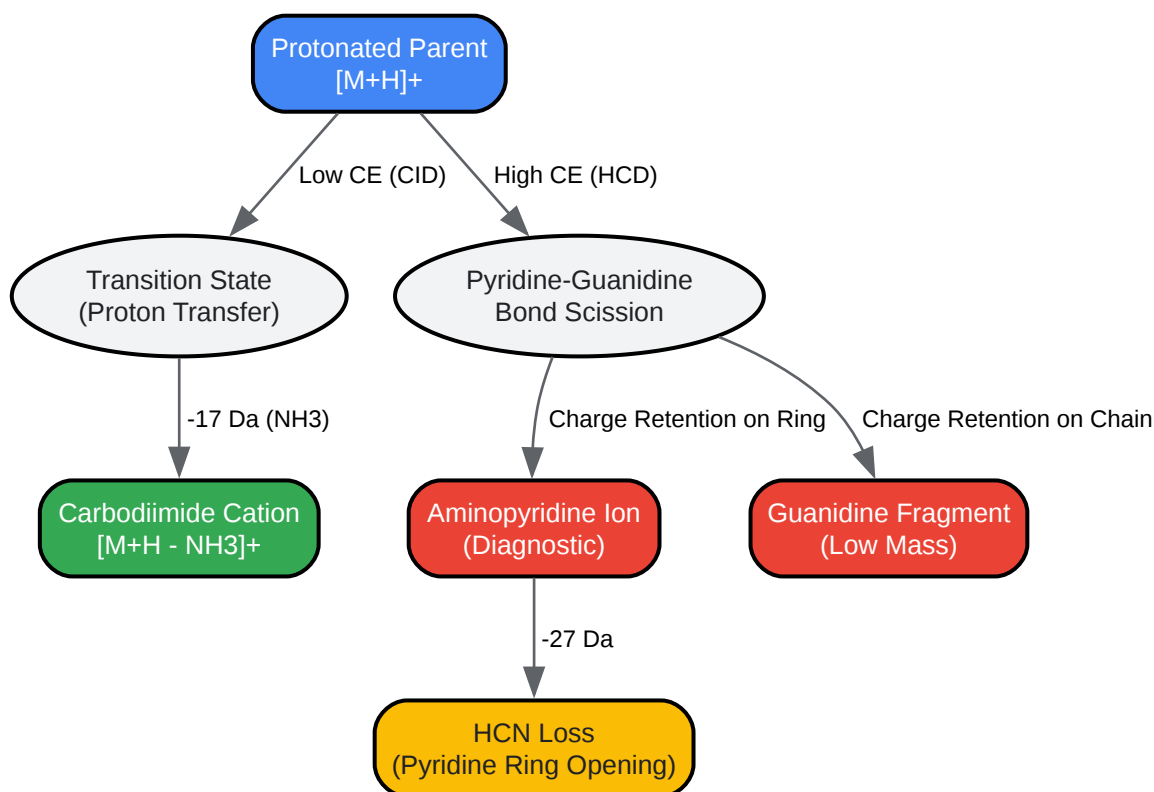 Protonated Parent
[M+H]+
Low CE (CID)
High CE (HCD)
Transition State
(Proton Transfer)
Pyridine-Guanidine
Bond Scission
-17 Da (NH3)
Charge Retention on Ring
Charge Retention on Chain
Carbodiimide Cation
[M+H - NH3]+
Aminopyridine Ion
(Diagnostic)
Guanidine Fragment
(Low Mass)
-27 Da
HCN Loss
(Pyridine Ring Opening)